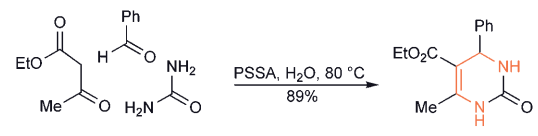 Ph
EtO
O
H
O
Me
O
NH₂
H₂N
O
PSSA, H₂O, 80 °C
89%
Ph
EtO₂C
NH
Me
N
H
O